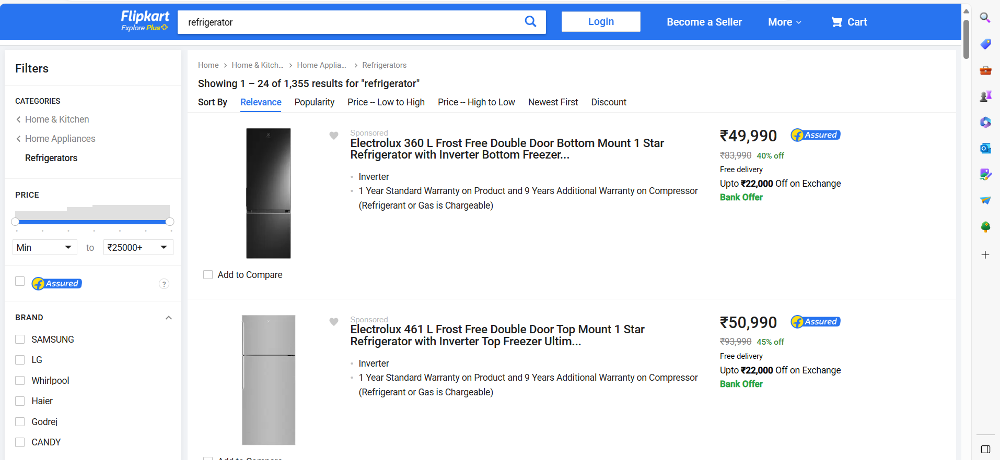 Flipkart
Explore Plus
refrigerator
Login
Become a Seller
More
Cart
Filters
CATEGORIES
Home & Kitchen
Home Appliances
Refrigerators
PRICE
Min
to
₹25000+
Assured
?
BRAND
SAMSUNG
LG
Whirlpool
Haier
Godrej
CANDY
Home > Home & Kitch... > Home Applia... > Refrigerators
Showing 1 – 24 of 1,355 results for "refrigerator"
Sort By Relevance Popularity Price -- Low to High Price -- High to Low Newest First Discount
Sponsored
Electrolux 360 L Frost Free Double Door Bottom Mount 1 Star
Refrigerator with Inverter Bottom Freezer...
Inverter
1 Year Standard Warranty on Product and 9 Years Additional Warranty on Compressor
(Refrigerant or Gas is Chargeable)
₹49,990
Assured
₹83,990 40% off
Free delivery
Upto ₹22,000 Off on Exchange
Bank Offer
Add to Compare
Sponsored
Electrolux 461 L Frost Free Double Door Top Mount 1 Star
Refrigerator with Inverter Top Freezer Ultim...
Inverter
1 Year Standard Warranty on Product and 9 Years Additional Warranty on Compressor
(Refrigerant or Gas is Chargeable)
₹50,990
Assured
₹93,990 45% off
Free delivery
Upto ₹22,000 Off on Exchange
Bank Offer
Add to Compare